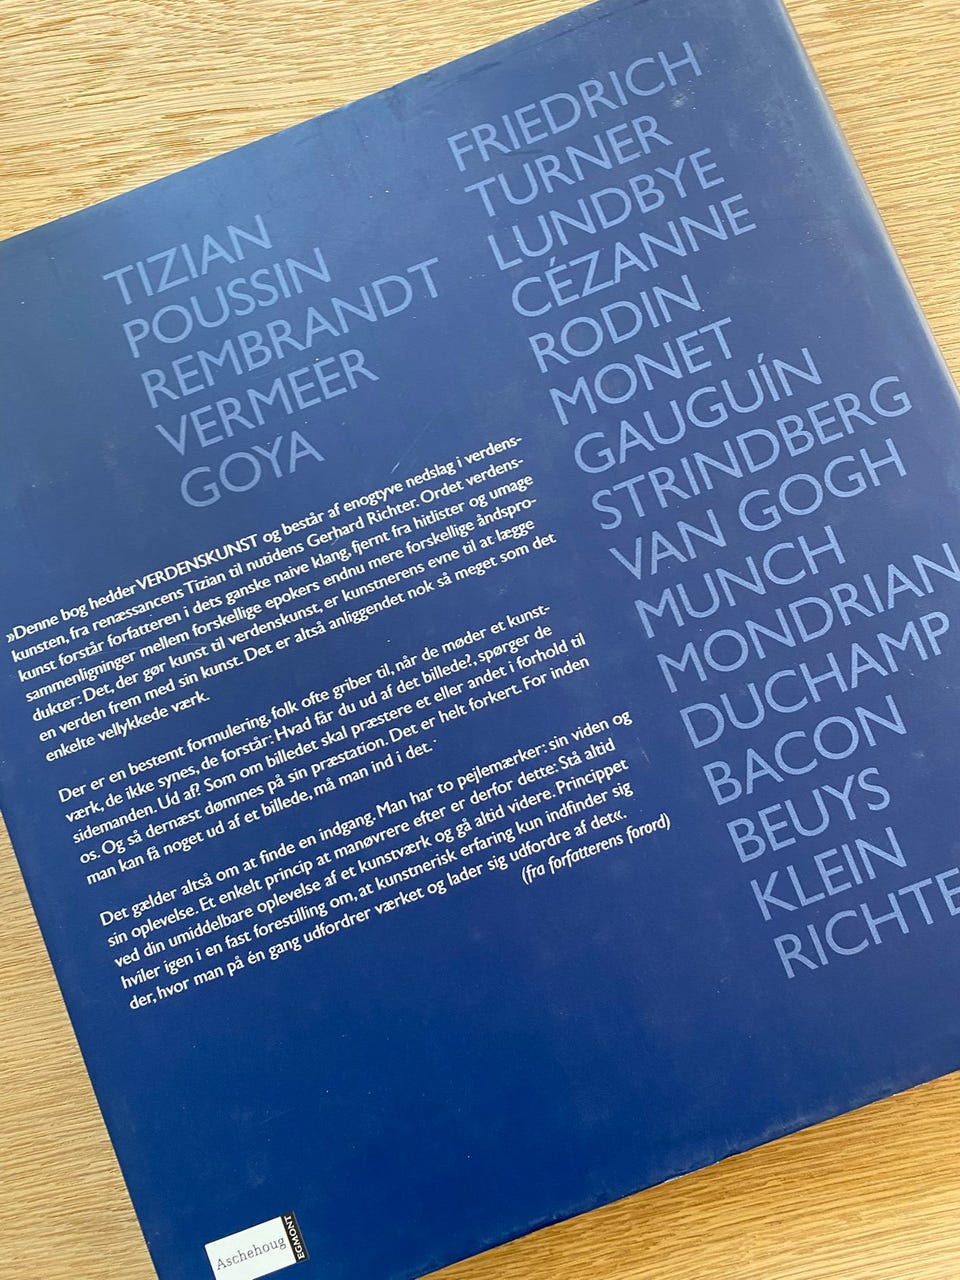 TIZIAN
POUSSIN
REMBRANDT
VERMEER
GOYA
FRIEDRICH
TURNER
LUNDBYE
CÉZANNE
RODIN
MONET
GAUGUÍN
STRINDBERG
VAN GOGH
MUNCH
MONDRIAN
DUCHAMP
BACON
BEUYS
KLEIN
RICHTE
»Denne bog hedder VERDENSKUNST og består af enogtyve nedslag i verdens-
kunsten, fra renæssancens Tizian til nutidens Gerhard Richter. Ordet verdens-
kunst forstår forfatteren i dets ganske naive klang, fjernt fra hitlister og umage
sammenligninger mellem forskellige epokers endnu mere forskellige åndspro-
dukter: Det, der gør kunst til verdenskunst, er kunstnerens evne til at lægge
en verden frem med sin kunst. Det er altså anliggendet nok så meget som det
enkelte vellykkede værk.
Der er en bestemt formulering, folk ofte griber til, når de møder et kunst-
værk, de ikke synes, de forstår: Hvad får du ud af det billede?, spørger de
sidemanden. Ud af? Som om billedet skal præstere et eller andet i forhold til
os. Og så dernæst dømmes på sin præstation. Det er helt forkert. For inden
man kan få noget ud af et billede, må man ind i det.
Det gælder altså om at finde en indgang. Man har to pejlemærker: sin viden og
sin oplevelse. Et enkelt princip at manøvrere efter er derfor dette: Stå altid
ved din umiddelbare oplevelse af et kunstværk og gå altid videre. Princippet
hviler igen i en fast forestilling om, at kunstnerisk erfaring kun indfinder sig
der, hvor man på én gang udfordrer værket og lader sig udfordre af det«.
(fra forfatterens forord)
Aschehoug
EGMONT